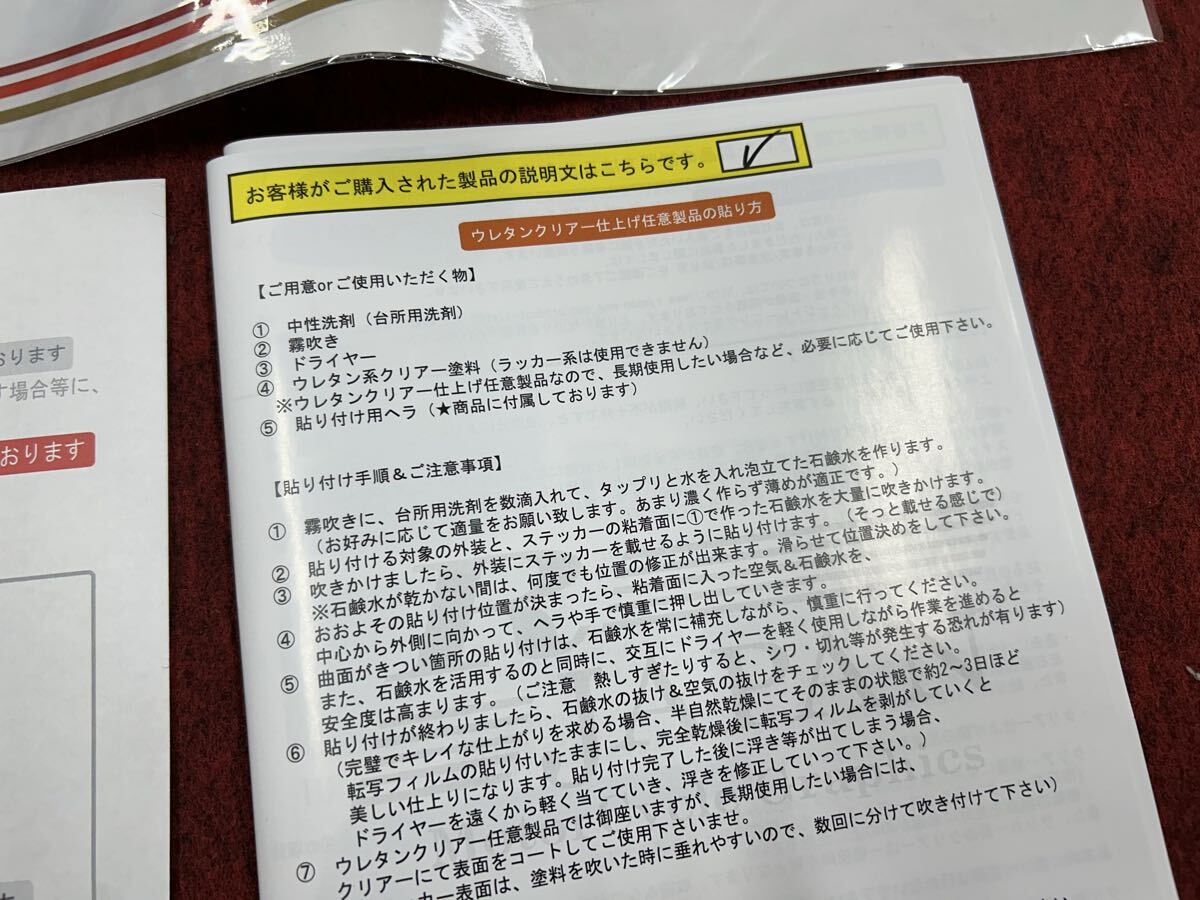 お客様がご購入された製品の説明文はこちらです。
ウレタンクリアー仕上げ任意製品の貼り方
【ご用意orご使用いただく物】
① 中性洗剤(台所用洗剤)
② 霧吹き
③ ドライヤー
④ ウレタン系クリアー塗料(ラッカー系は使用できません)
※ウレタンクリアー仕上げ任意製品なので、長期使用したい場合など、必要に応じてご使用下さい。
⑤ 貼り付け用ヘラ(★商品に付属しております)
【貼り付け手順&ご注意事項】
① 霧吹きに、台所用洗剤を数滴入れて、タップリと水を入れ泡立てた石鹸水を作ります。
(お好みに応じて適量をお願い致します。あまり濃く作らず薄めが適正です。)
② 貼り付ける対象の外装と、ステッカーの粘着面に①で作った石鹸水を大量に吹きかけます。
③ 吹きかけましたら、外装にステッカーを載せるように貼り付けます。(そっと載せる感じで)
※石鹸水が乾かない間は、何度でも位置の修正が出来ます。滑らせて位置決めをして下さい。
④ おおよその貼り付け位置が決まったら、粘着面に入った空気&石鹸水を、
中心から外側に向かって、ヘラや手で慎重に押し出していきます。
⑤ 曲面がきつい箇所の貼り付けは、石鹸水を常に補充しながら、慎重に行ってください。
また、石鹸水を活用するのと同時に、交互にドライヤーを軽く使用しながら作業を進めると
安全度は高まります。(ご注意 熱しすぎたりすると、シワ・切れ等が発生する恐れが有ります)
⑥ 貼り付けが終わりましたら、石鹸水の抜け&空気の抜けをチェックしてください。
(完璧でキレイな仕上がりを求める場合、半自然乾燥にてそのままの状態で約2~3日ほど
転写フィルムの貼り付いたままにし、完全乾燥後に転写フィルムを剥がしていくと
美しい仕上りになります。貼り付け完了した後に浮き等が出てしまう場合、
ドライヤーを遠くから軽く当てていき、浮きを修正していって下さい。)
⑦ ウレタンクリアー任意製品では御座いますが、長期使用したい場合には、
クリアーにて表面をコートしてご使用下さいませ。
カー表面は、塗料を吹いた時に垂れやすいので、数回に分けて吹き付けて下さい)
おります
す場合等に、
おります